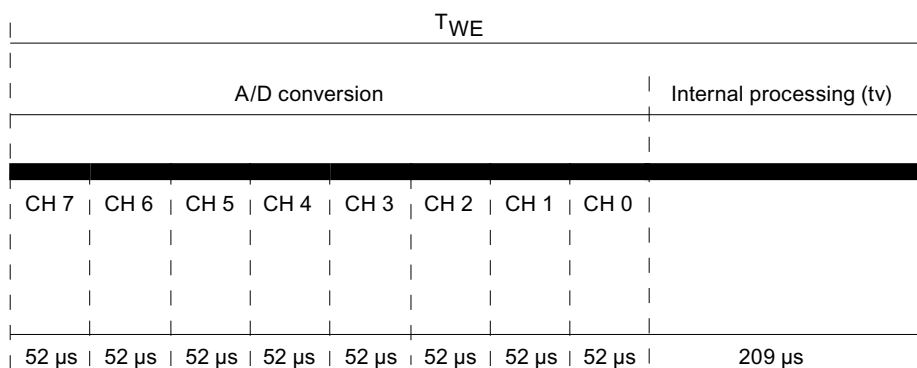 TWE
A/D conversion Internal processing (tv)
CH 7 CH 6 CH 5 CH 4 CH 3 CH 2 CH 1 CH 0
52 µs 52 µs 52 µs 52 µs 52 µs 52 µs 52 µs 52 µs 209 µs